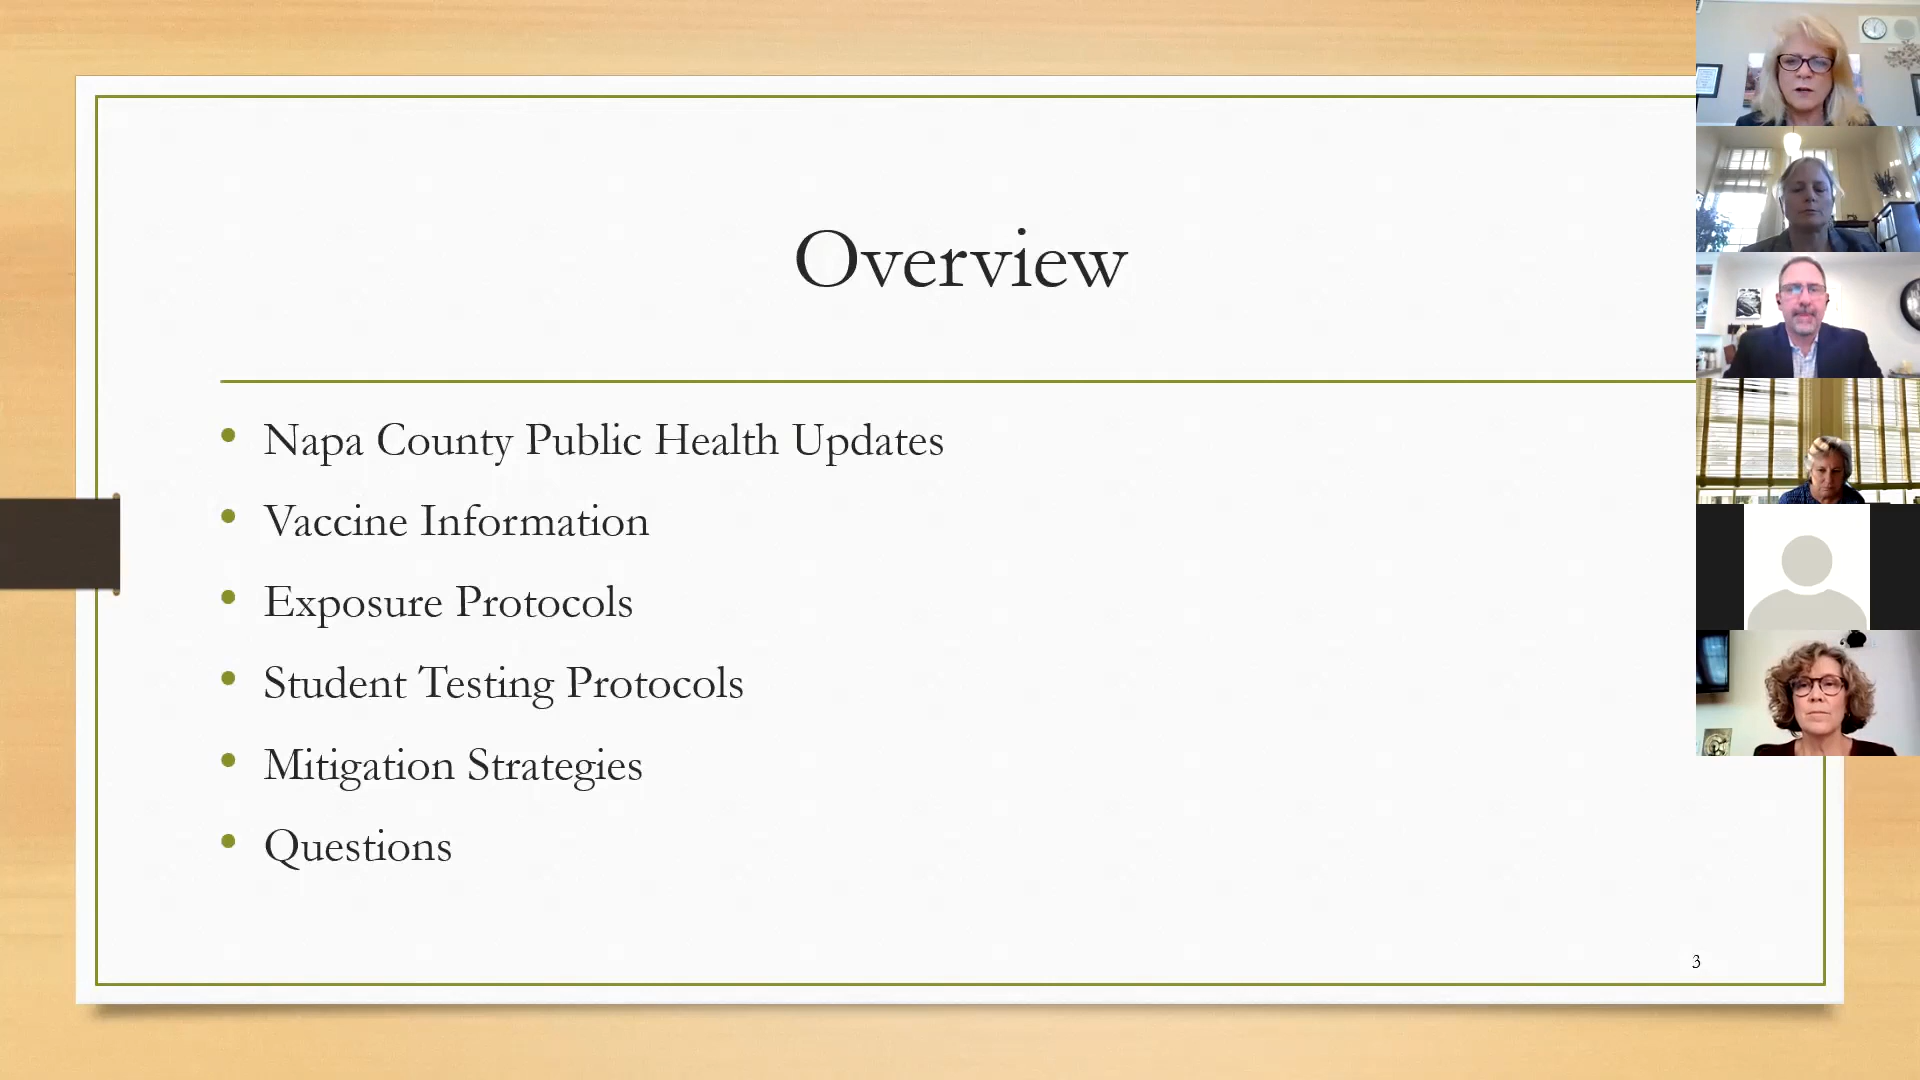 Overview
Napa County Public Health Updates
Vaccine Information
Exposure Protocols
Student Testing Protocols
Mitigation Strategies
Questions
3